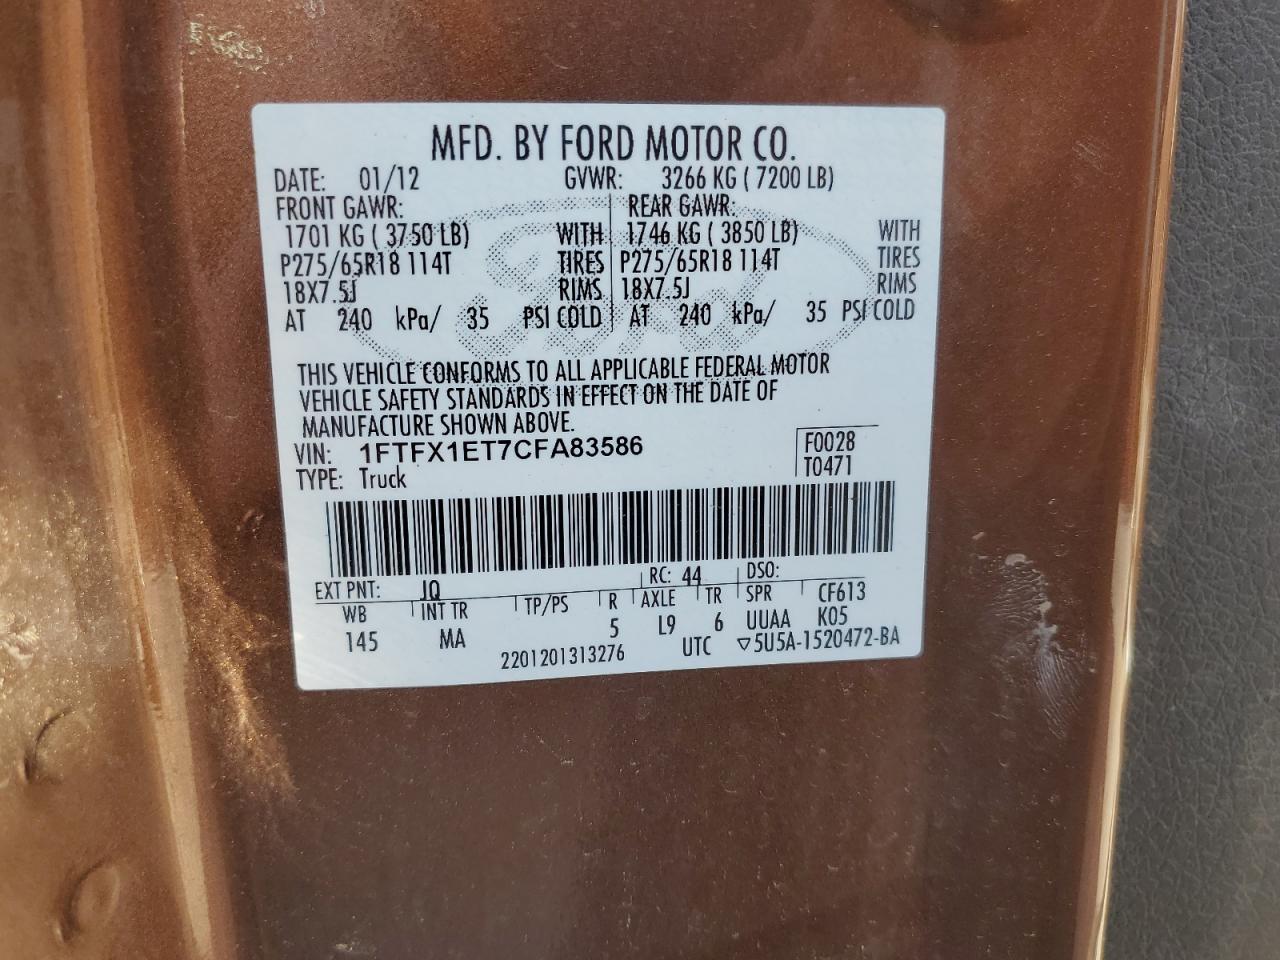 MFD. BY FORD MOTOR CO.
DATE: 01/12 GVWR: 3266 KG ( 7200 LB)
FRONT GAWR: REAR GAWR:
1701 KG ( 3750 LB) WITH 1746 KG ( 3850 LB) WITH
P275/65R18 114T TIRES P275/65R18 114T TIRES
18X7.5J RIMS 18X7.5J RIMS
AT 240 kPa/ 35 PSI COLD AT 240 kPa/ 35 PSI COLD
Ford
THIS VEHICLE CONFORMS TO ALL APPLICABLE FEDERAL MOTOR
VEHICLE SAFETY STANDARDS IN EFFECT ON THE DATE OF
MANUFACTURE SHOWN ABOVE.
VIN: 1FTFX1ET7CFA83586 F0028
TYPE: Truck T0471
EXT PNT: JQ RC: 44 DSO:
WB INT TR TP/PS R AXLE TR SPR CF613
145 MA 5 L9 6 UUAA K05
2201201313276 UTC ▽5U5A-1520472-BA